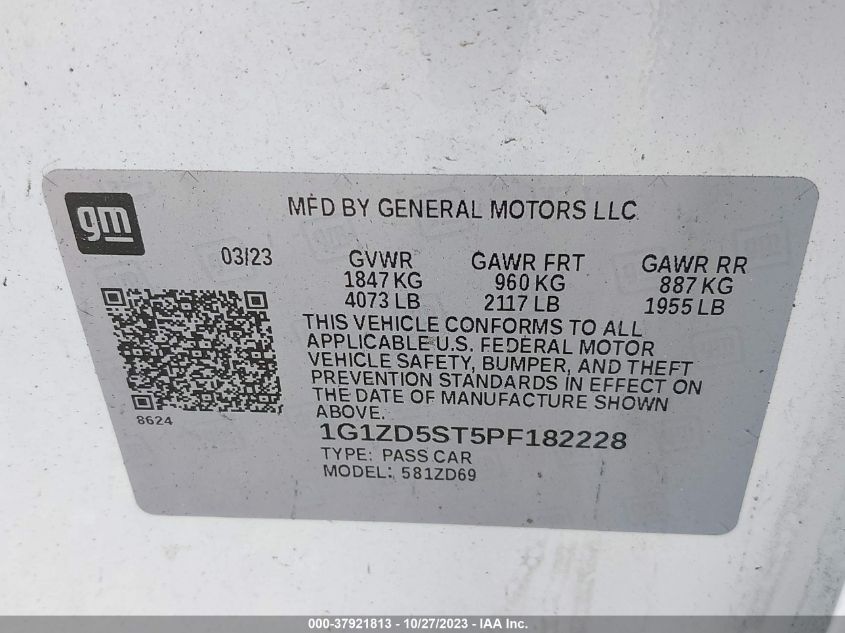 gm
MFD BY GENERAL MOTORS LLC
03/23
GVWR GAWR FRT GAWR RR
1847 KG 960 KG 887 KG
4073 LB 2117 LB 1955 LB
THIS VEHICLE CONFORMS TO ALL
APPLICABLE U.S. FEDERAL MOTOR
VEHICLE SAFETY, BUMPER, AND THEFT
PREVENTION STANDARDS IN EFFECT ON
THE DATE OF MANUFACTURE SHOWN
ABOVE.
8624
1G1ZD5ST5PF182228
TYPE: PASS CAR
MODEL: 581ZD69
000-37921813 / 10/27/2023 - IAA Inc.